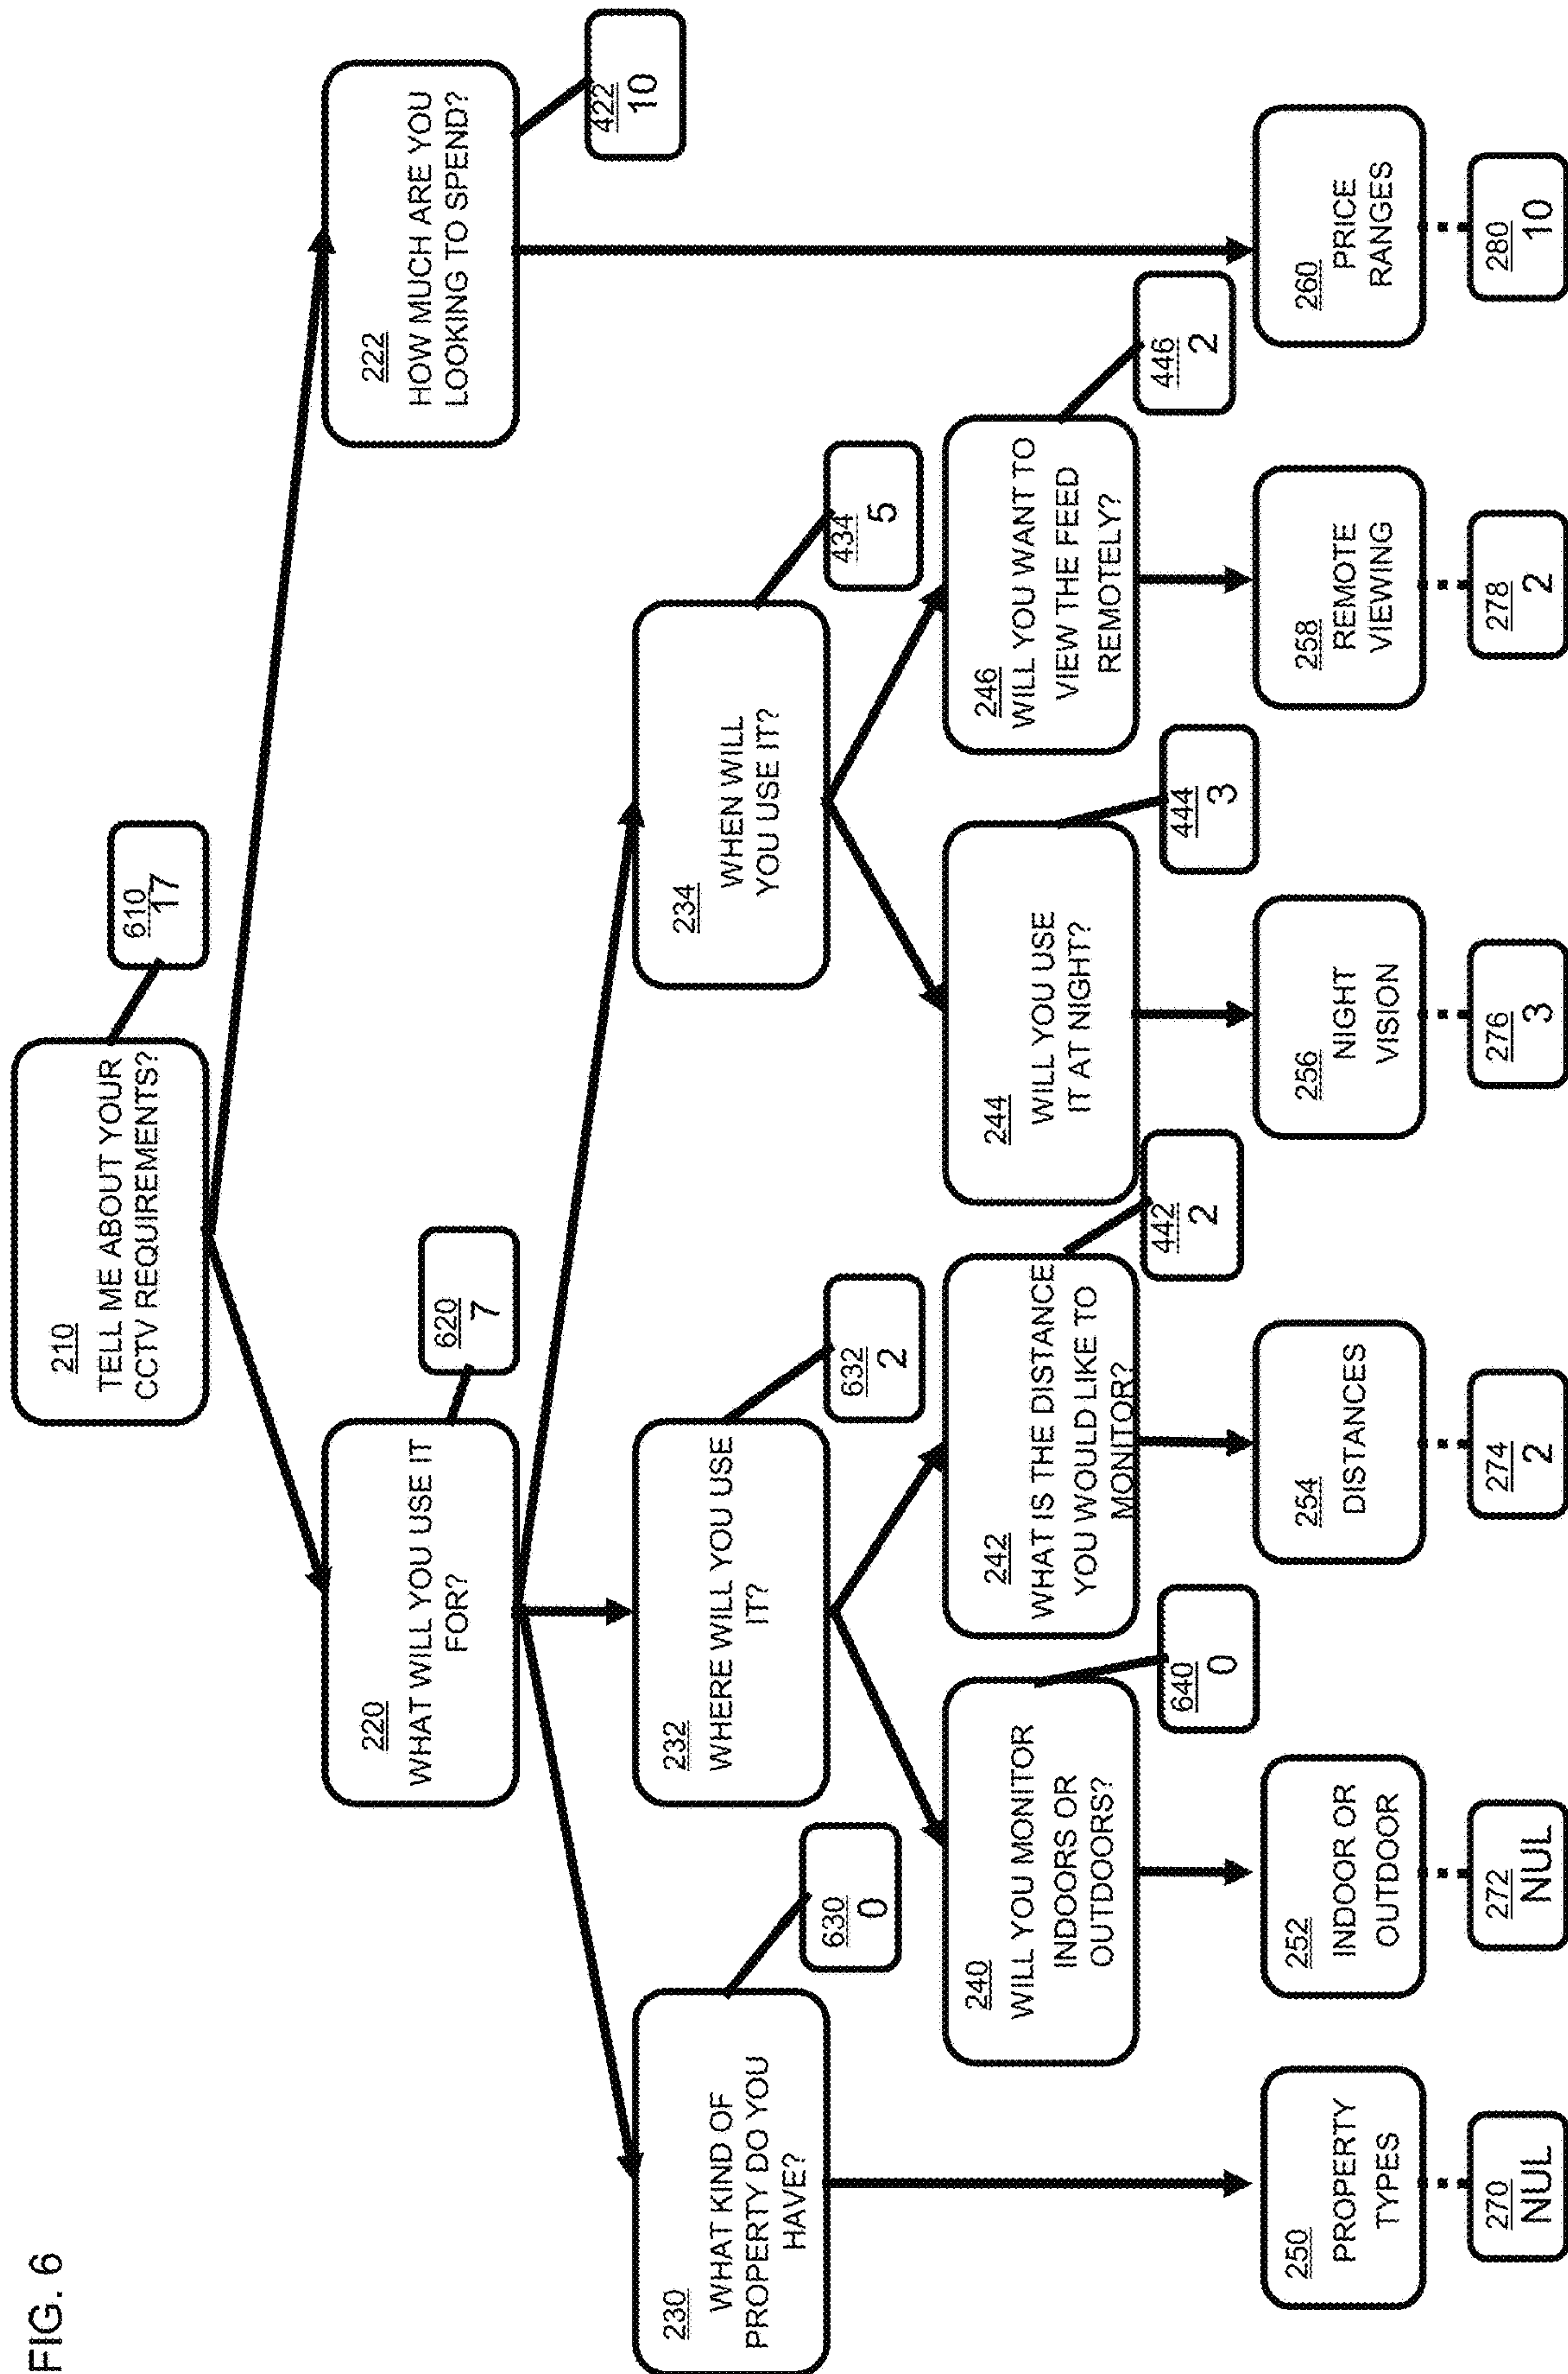 FIG. 6
210
TELL ME ABOUT YOUR
CCTV REQUIREMENTS?
610
17
220
WHAT WILL YOU USE IT
FOR?
620
7
222
HOW MUCH ARE YOU
LOOKING TO SPEND?
422
10
230
WHAT KIND OF
PROPERTY DO YOU
HAVE?
630
0
232
WHERE WILL YOU USE
IT?
632
2
234
WHEN WILL
YOU USE IT?
434
5
240
WILL YOU MONITOR
INDOORS OR
OUTDOORS?
640
0
242
WHAT IS THE DISTANCE
YOU WOULD LIKE TO
MONITOR?
442
2
244
WILL YOU USE
IT AT NIGHT?
444
3
246
WILL YOU WANT TO
VIEW THE FEED
REMOTELY?
446
2
250
PROPERTY
TYPES
252
INDOOR OR
OUTDOOR
254
DISTANCES
256
NIGHT
VISION
258
REMOTE
VIEWING
260
PRICE
RANGES
270
NUL
272
NUL
274
2
276
3
278
2
280
10